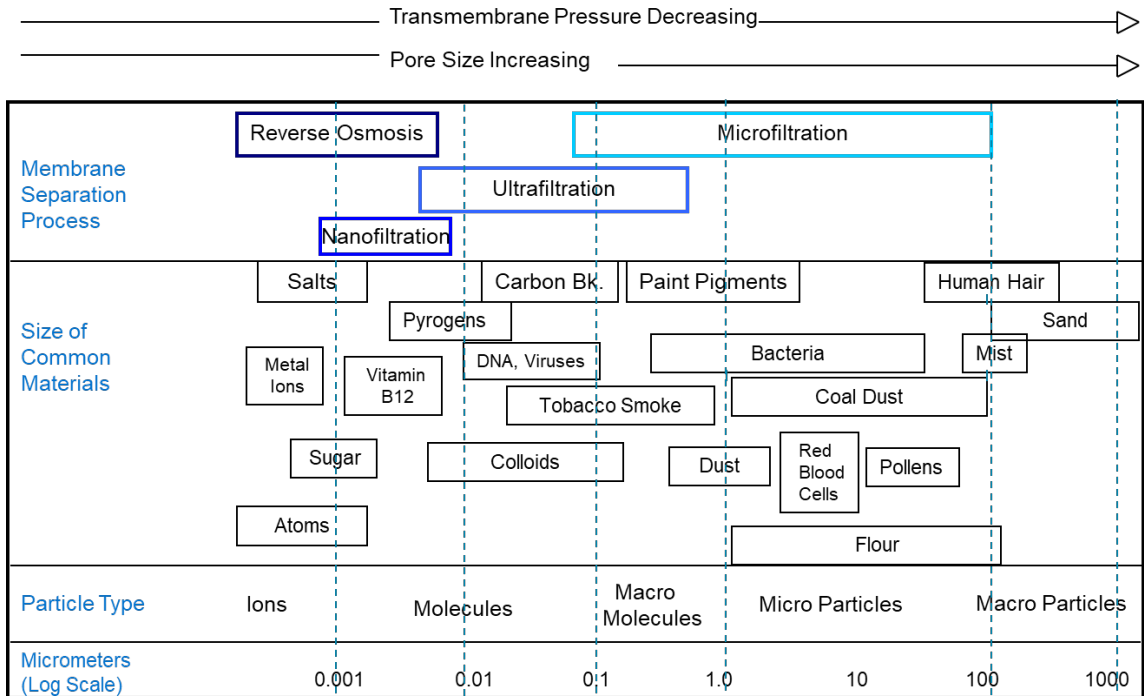 Transmembrane Pressure Decreasing
Pore Size Increasing
Membrane
Separation
Process
Reverse Osmosis
Microfiltration
Ultrafiltration
Nanofiltration
Size of
Common
Materials
Salts
Carbon Bk.
Paint Pigments
Human Hair
Pyrogens
Sand
Metal
Ions
Vitamin
B12
DNA, Viruses
Bacteria
Mist
Tobacco Smoke
Coal Dust
Sugar
Colloids
Dust
Red
Blood
Cells
Pollens
Atoms
Flour
Particle Type
Ions
Molecules
Macro
Molecules
Micro Particles
Macro Particles
Micrometers
(Log Scale)
0.001
0.01
0.1
1.0
10
100
1000